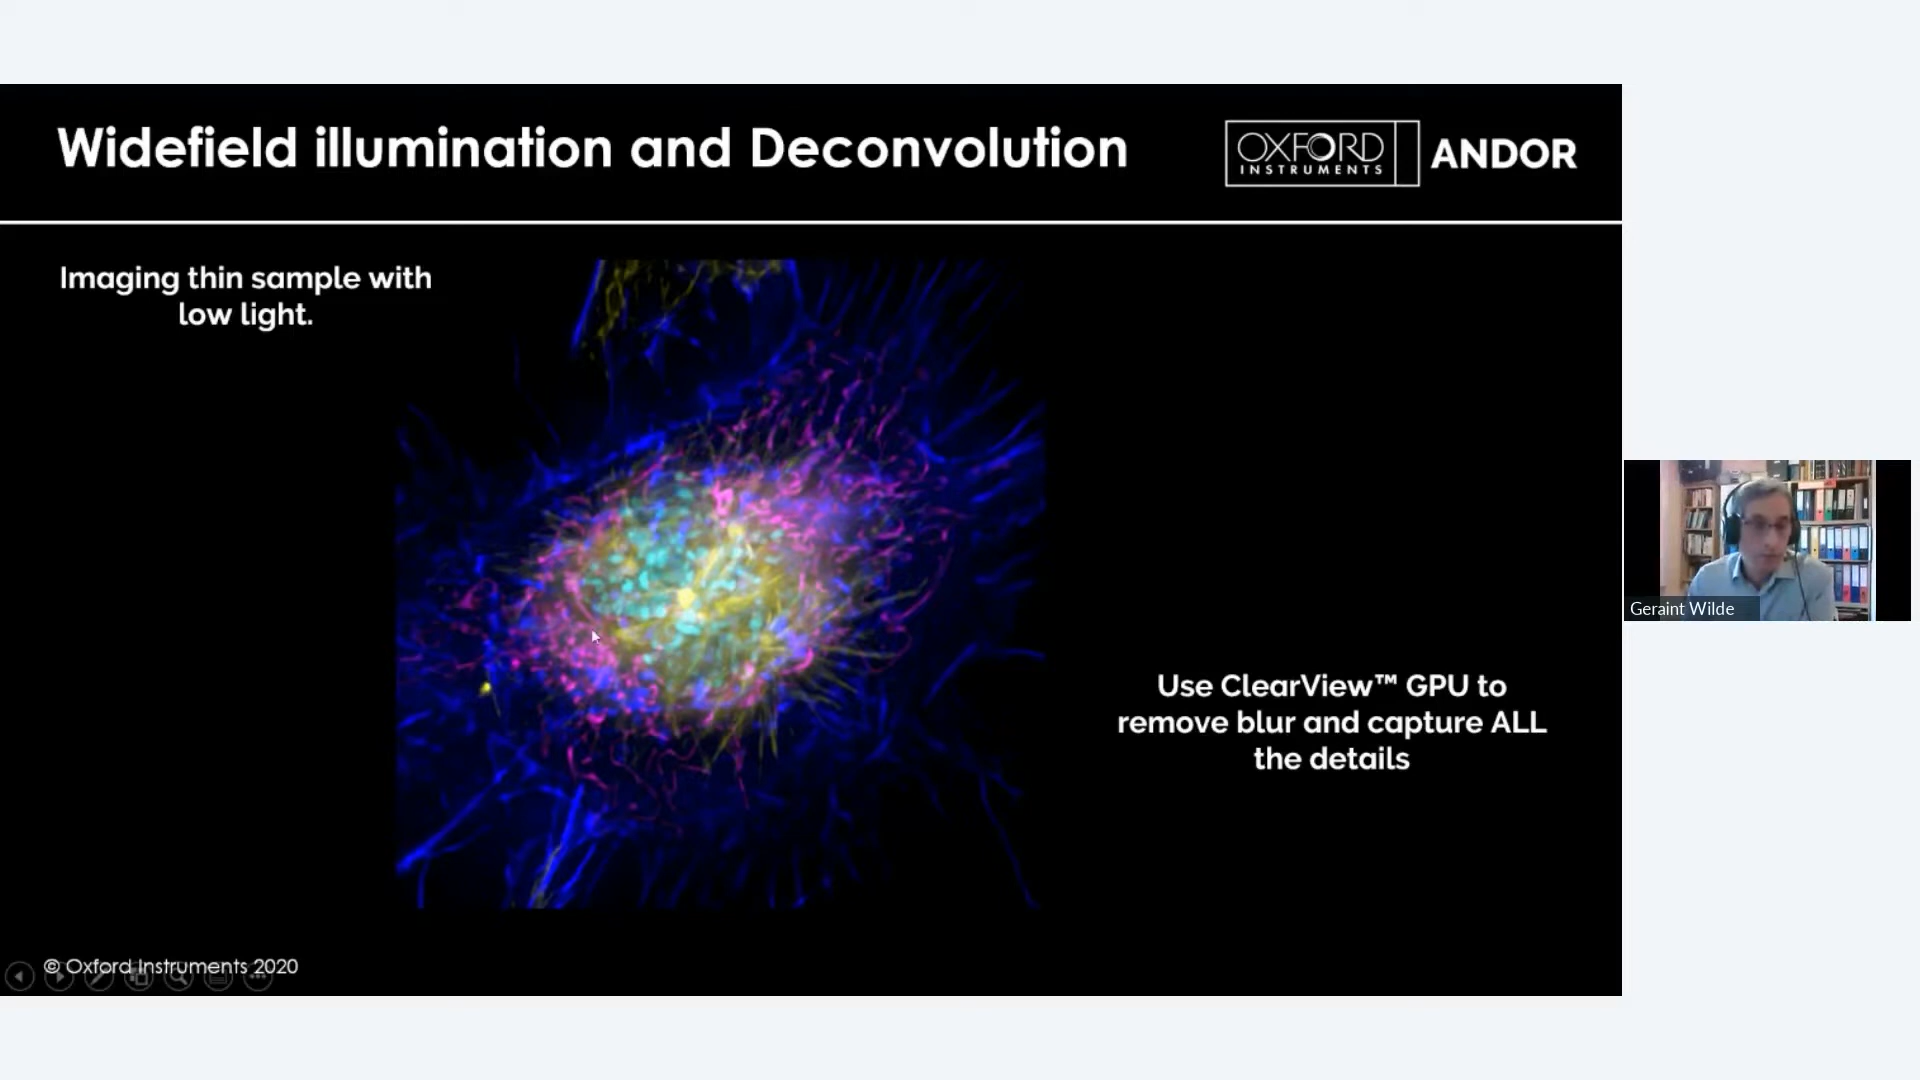 Widefield illumination and Deconvolution
OXFORD
INSTRUMENTS
ANDOR
Imaging thin sample with
low light.
Use ClearView™ GPU to
remove blur and capture ALL
the details
Geraint Wilde
© Oxford Instruments 2020